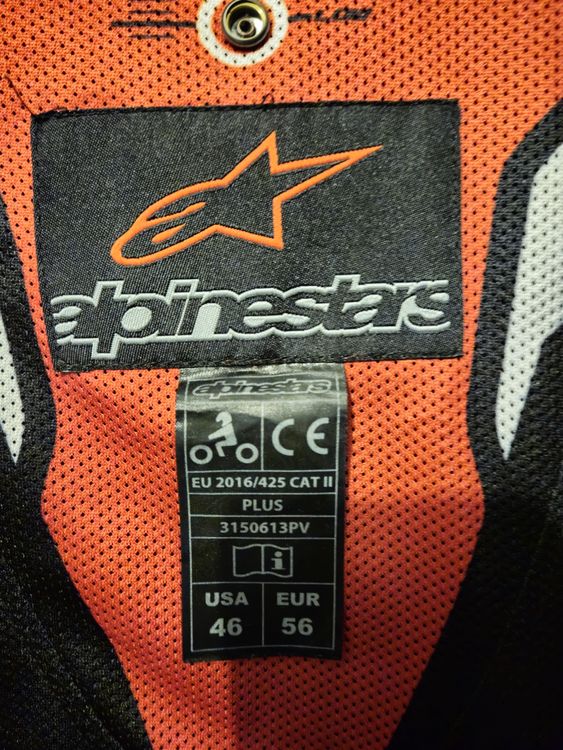 alpinestars
alpinestars
CE
EU 2016/425 CAT II
PLUS
3150613PV
i
USA EUR
46 56